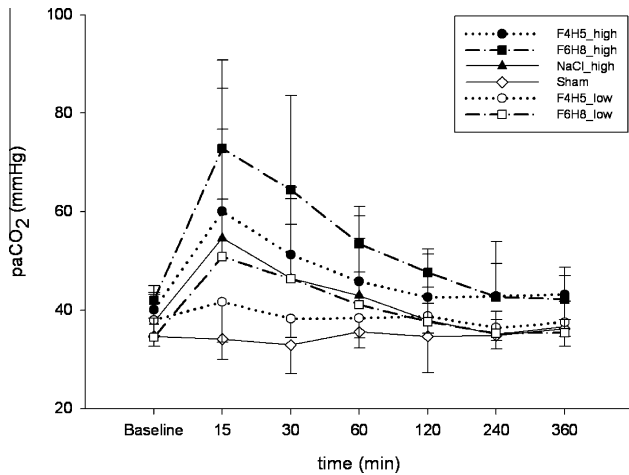 100
80
60
40
20
paCO2 (mmHg)
F4H5_high
F6H8_high
NaCl_high
Sham
F4H5_low
F6H8_low
Baseline 15 30 60 120 240 360
time (min)